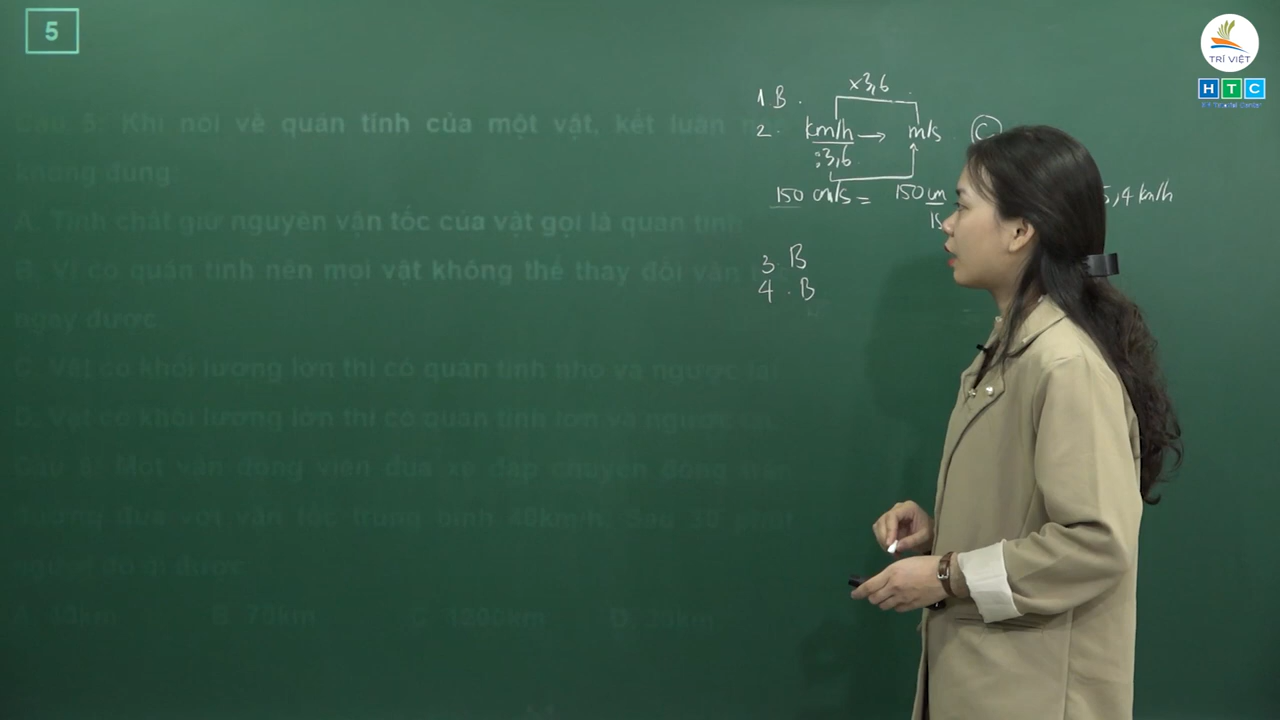 5
TRÍ VIỆT
HTC
Câu 5: Khi nói về quán tính của một vật, kết luận
không đúng
A. Tính chất giữ nguyên vận tốc của vật gọi là quán tính
B. Vì có quán tính nên mọi vật không thể thay đổi vận
ngay được
C. Vật có khối lượng lớn thì có quán tính nhỏ và ngược lại
D. Vật có khối lượng lớn thì có quán tính lớn và ngược lại.
Câu 6: Một vận động viên đua xe đạp chuyển động trên
đường đua với vận tốc trung bình 40km/h. Sau 30 phút
người đó đi được
B. 70km C. 1200km D.
x3,6
1 B.
2. km/h → m/s C
:3,6
150 cm/s = 150 cm 5,4 km/h
3. B
4. B